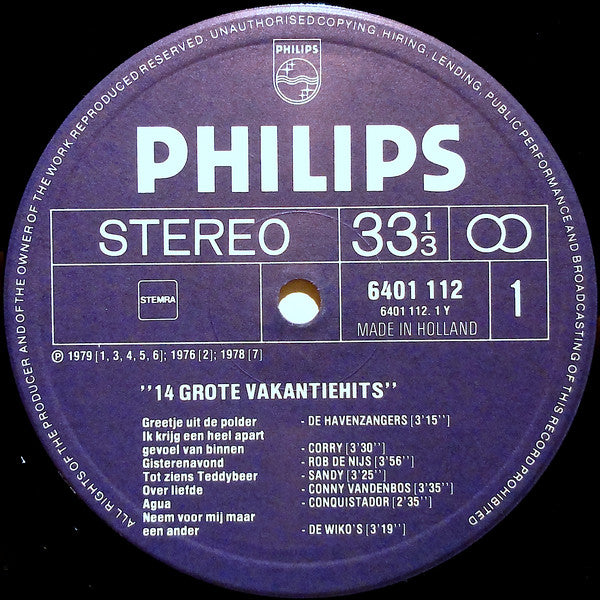 ALL RIGHTS OF THE PRODUCER AND OF THE OWNER OF THE WORK REPRODUCED RESERVED. UNAUTHORISED COPYING, HIRING, LENDING, PUBLIC PERFORMANCE AND BROADCASTING OF THIS RECORD PROHIBITED
PHILIPS
PHILIPS
STEREO 33 1/3
STEMRA
6401 112
6401 112. 1 Y
MADE IN HOLLAND
1
℗ 1979 [1, 3, 4, 5, 6]; 1976 [2]; 1978 [7]
''14 GROTE VAKANTIEHITS''
Greetje uit de polder - DE HAVENZANGERS [3'15'']
Ik krijg een heel apart
gevoel van binnen - CORRY [3'30'']
Gisterenavond - ROB DE NIJS [3'56'']
Tot ziens Teddybeer - SANDY [3'25'']
Over liefde - CONNY VANDENBOS [3'35'']
Agua - CONQUISTADOR [2'35'']
Neem voor mij maar
een ander - DE WIKO'S [3'19'']